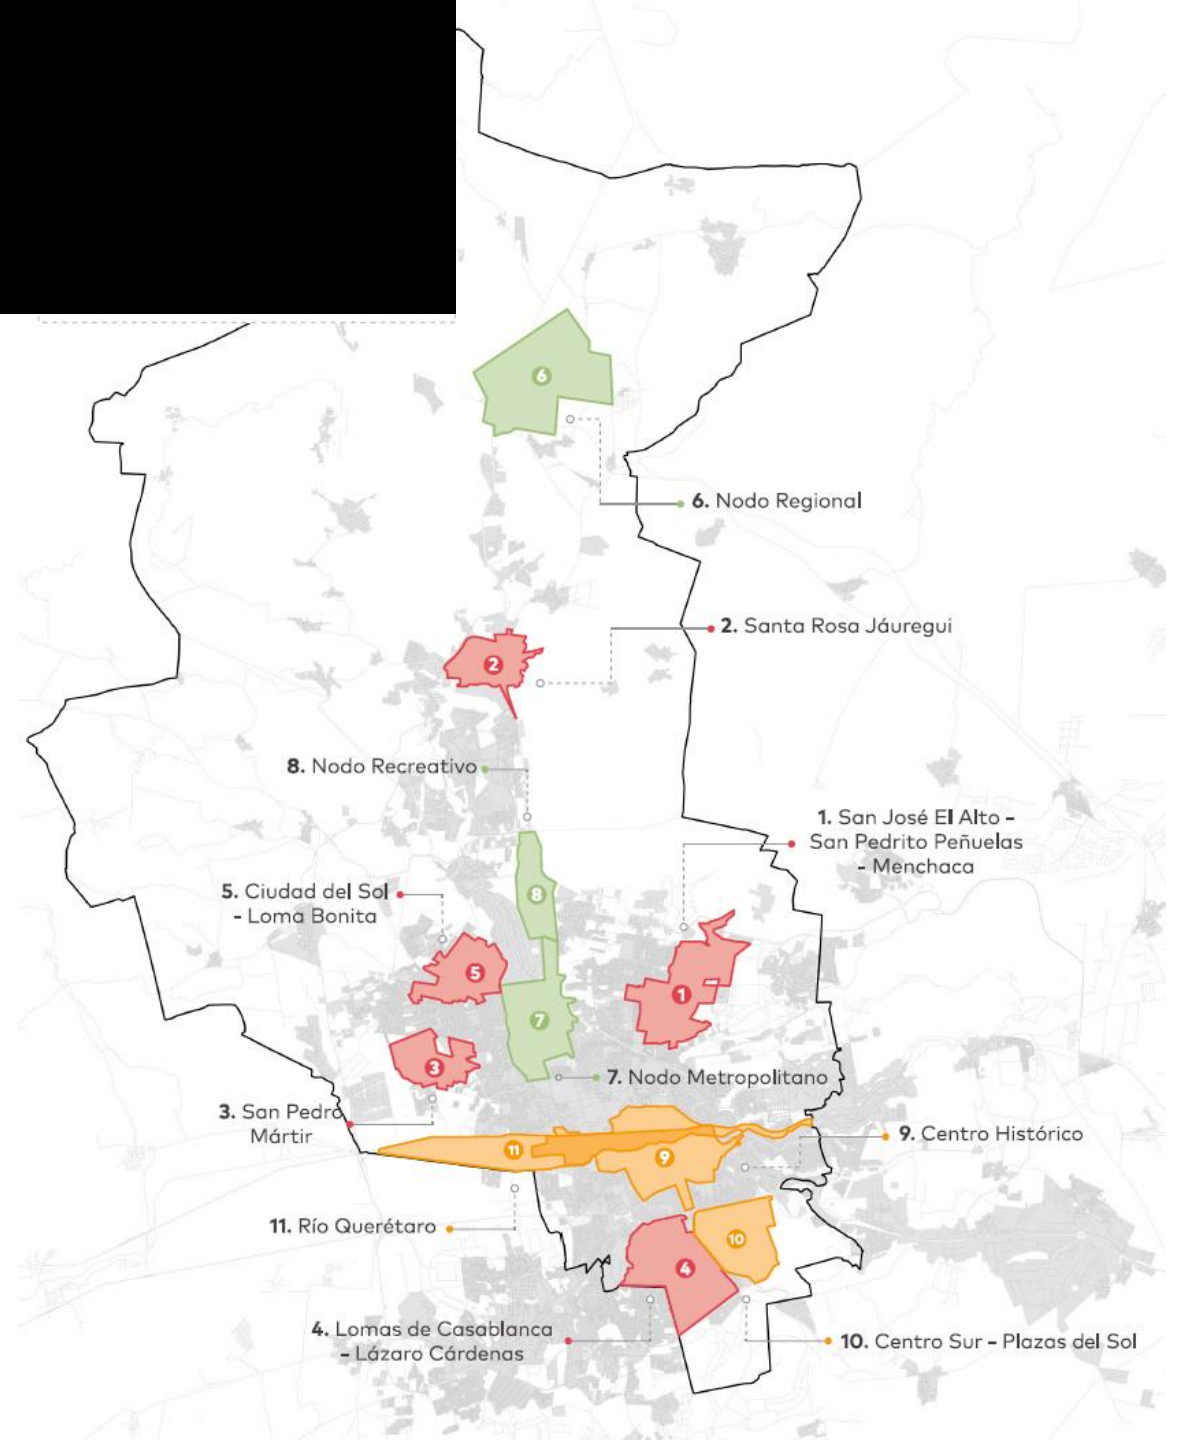 6
6. Nodo Regional
2. Santa Rosa Jáuregui
2
8. Nodo Recreativo
1. San José El Alto -
San Pedrito Peñuelas
- Menchaca
5. Ciudad del Sol
- Loma Bonita
8
5
1
7
3
7. Nodo Metropolitano
3. San Pedro
Mártir
9. Centro Histórico
11
9
11. Río Querétaro
10
4
4. Lomas de Casablanca
- Lázaro Cárdenas
10. Centro Sur - Plazas del Sol